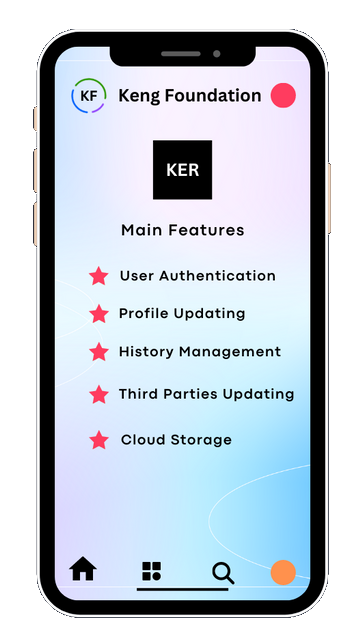 KF Keng Foundation
KER
Main Features
User Authentication
Profile Updating
History Management
Third Parties Updating
Cloud Storage